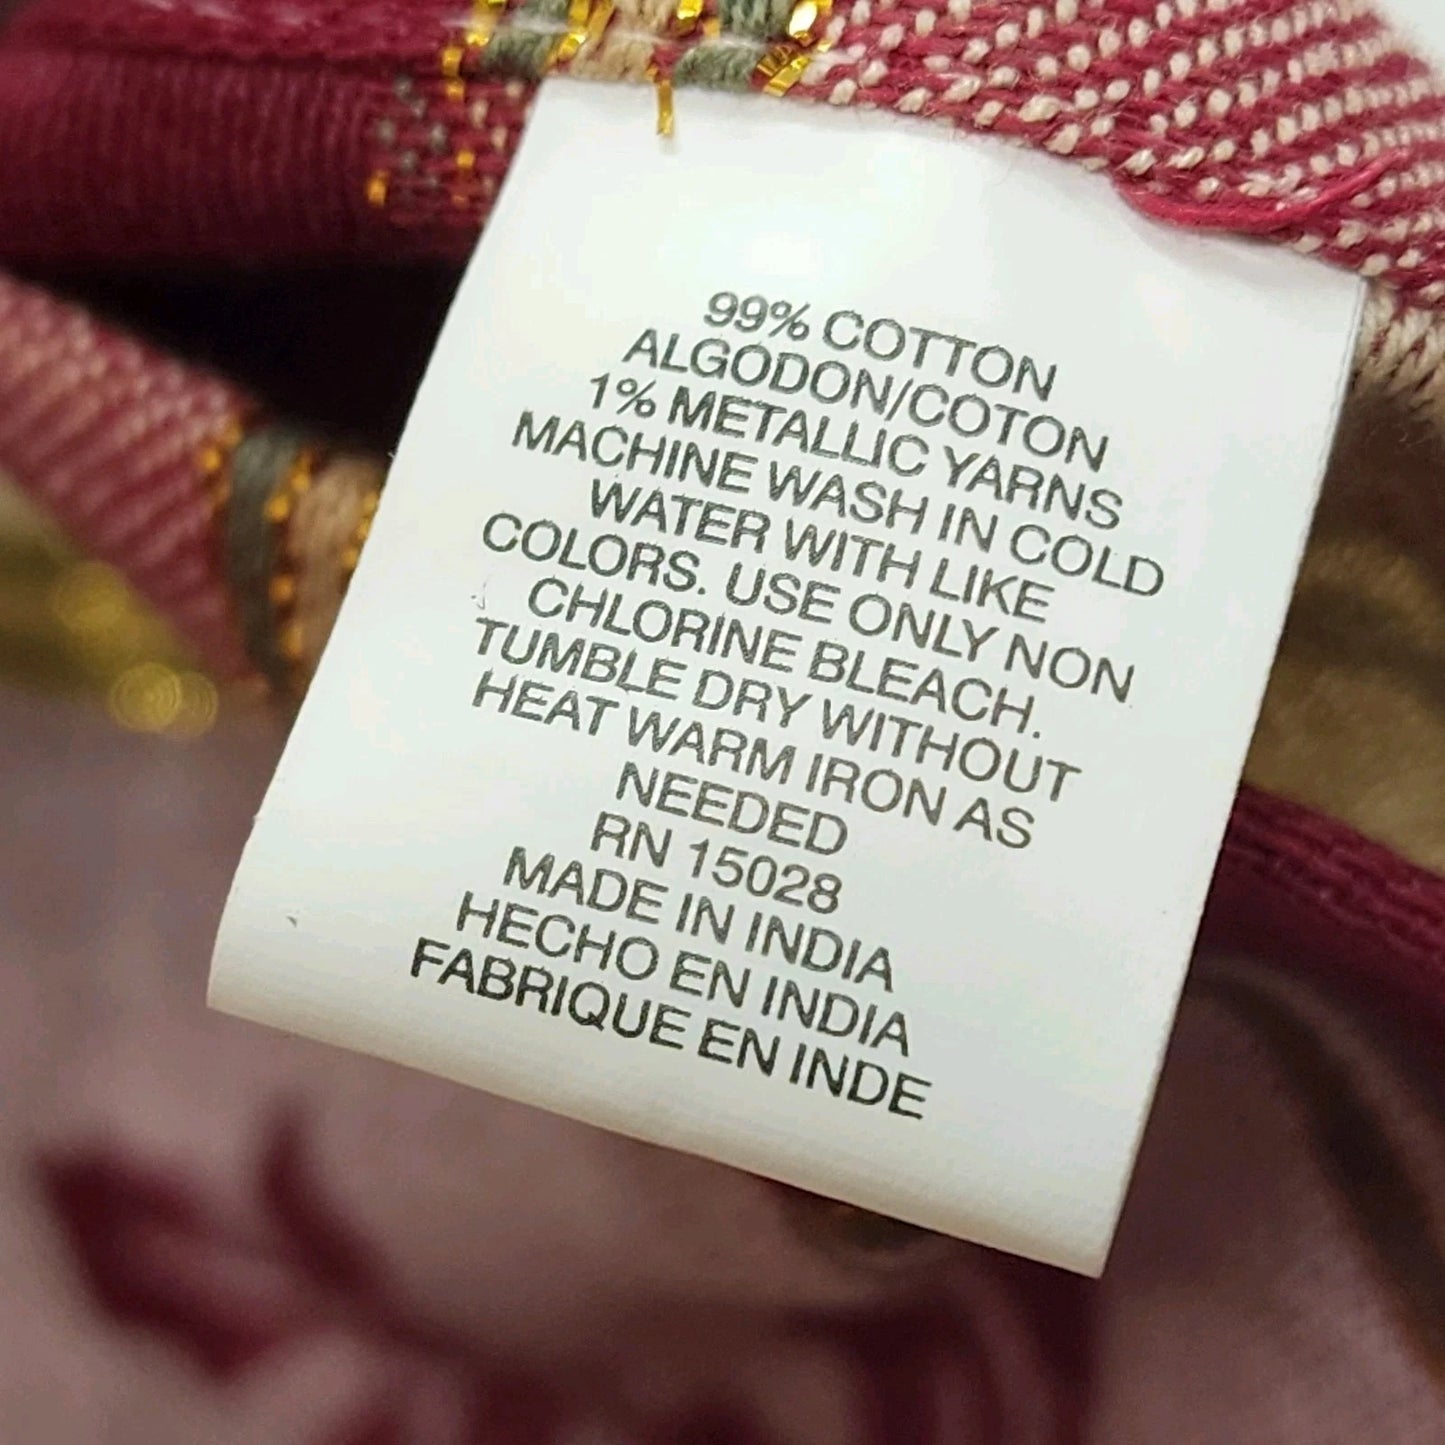 99% COTTON
ALGODON/COTON
1% METALLIC YARNS
MACHINE WASH IN COLD
WATER WITH LIKE
COLORS. USE ONLY NON
CHLORINE BLEACH.
TUMBLE DRY WITHOUT
HEAT WARM IRON AS
NEEDED
RN 15028
MADE IN INDIA
HECHO EN INDIA
FABRIQUE EN INDE